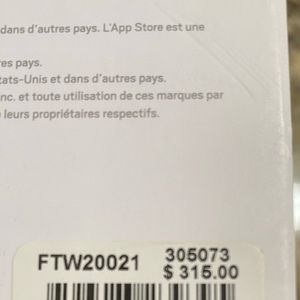 dans d'autres pays. L'App Store est une
res pays.
tats-Unis et dans d'autres pays.
nc. et toute utilisation de ces marques par
leurs propriétaires respectifs.
FTW20021 305073
$ 315.00